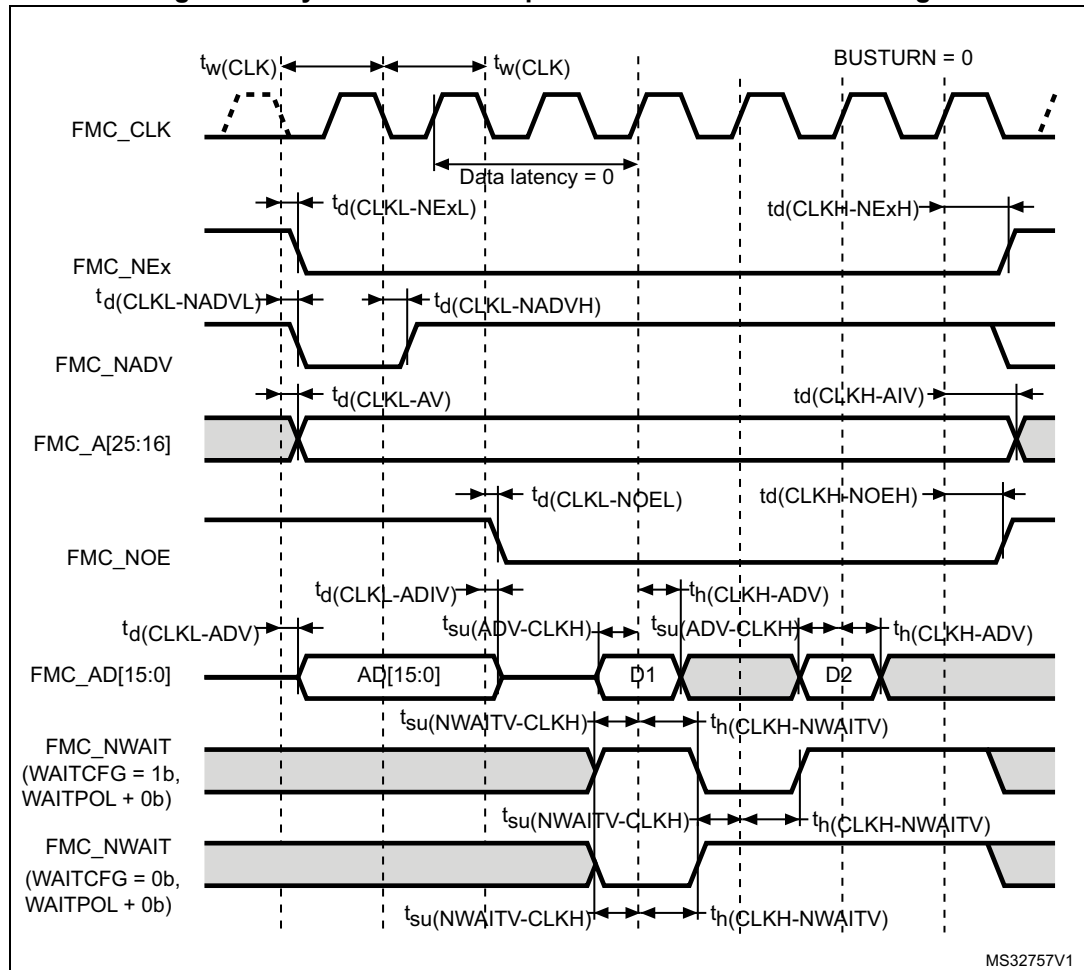 BUSTURN = 0
tw(CLK) tw(CLK)
FMC_CLK
Data latency = 0
td(CLKL-NExL) td(CLKH-NExH)
FMC_NEx
td(CLKL-NADVL) td(CLKL-NADVH)
FMC_NADV
td(CLKL-AV) td(CLKH-AIV)
FMC_A[25:16]
td(CLKL-NOEL) td(CLKH-NOEH)
FMC_NOE
td(CLKL-ADIV) th(CLKH-ADV)
td(CLKL-ADV) tsu(ADV-CLKH) tsu(ADV-CLKH) th(CLKH-ADV)
FMC_AD[15:0] AD[15:0] D1 D2
tsu(NWAITV-CLKH) th(CLKH-NWAITV)
FMC_NWAIT
(WAITCFG = 1b,
WAITPOL + 0b)
tsu(NWAITV-CLKH) th(CLKH-NWAITV)
FMC_NWAIT
(WAITCFG = 0b,
WAITPOL + 0b)
tsu(NWAITV-CLKH) th(CLKH-NWAITV)
MS32757V1